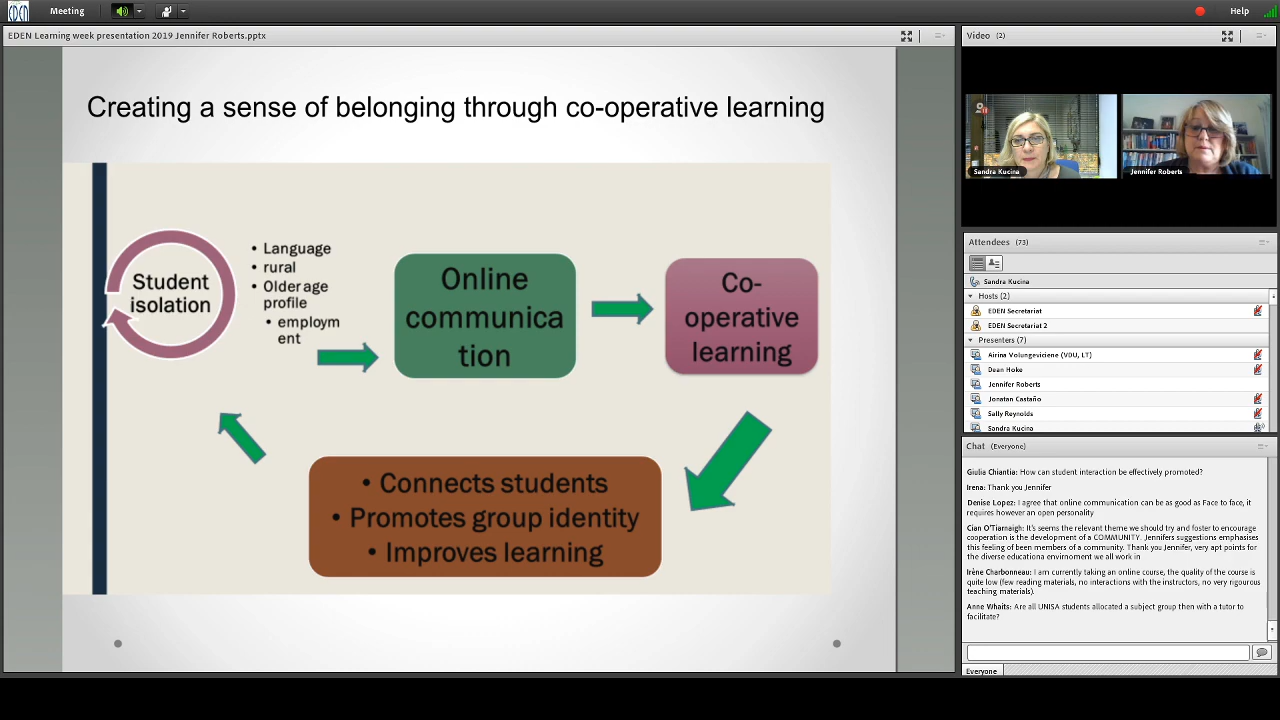 EDEN
Meeting
Help
EDEN Learning week presentation 2019 Jennifer Roberts.pptx
Creating a sense of belonging through co-operative learning
Student
isolation
• Language
• rural
• Older age
profile
• employm
ent
Online
communica
tion
Co-
operative
learning
• Connects students
• Promotes group identity
• Improves learning
Video (2)
Sandra Kucina
Jennifer Roberts
Attendees (73)
Sandra Kucina
Hosts (2)
EDEN Secretariat
EDEN Secretariat 2
Presenters (7)
Airina Volungeviciene (VDU, LT)
Dean Hoke
Jennifer Roberts
Jonatan Castaño
Sally Reynolds
Sandra Kucina
Chat (Everyone)
Giulia Chiantia: How can student interaction be effectively promoted?
Irena: Thank you Jennifer
Denise Lopez: I agree that online communication can be as good as Face to face, it
requires however an open personality
Cian O'Tiarnaigh: It's seems the relevant theme we should try and foster to encourage
cooperation is the development of a COMMUNITY. Jennifers suggestions emphasises
this feeling of been members of a community. Thank you Jennifer, very apt points for
the diverse educationa envirnoment we all work in
Irène Charbonneau: I am currently taking an online course, the quality of the course is
quite low (few reading materials, no interactions with the instructors, no very rigourous
teaching materials).
Anne Whaits: Are all UNISA students allocated a subject group then with a tutor to
facilitate?
Everyone